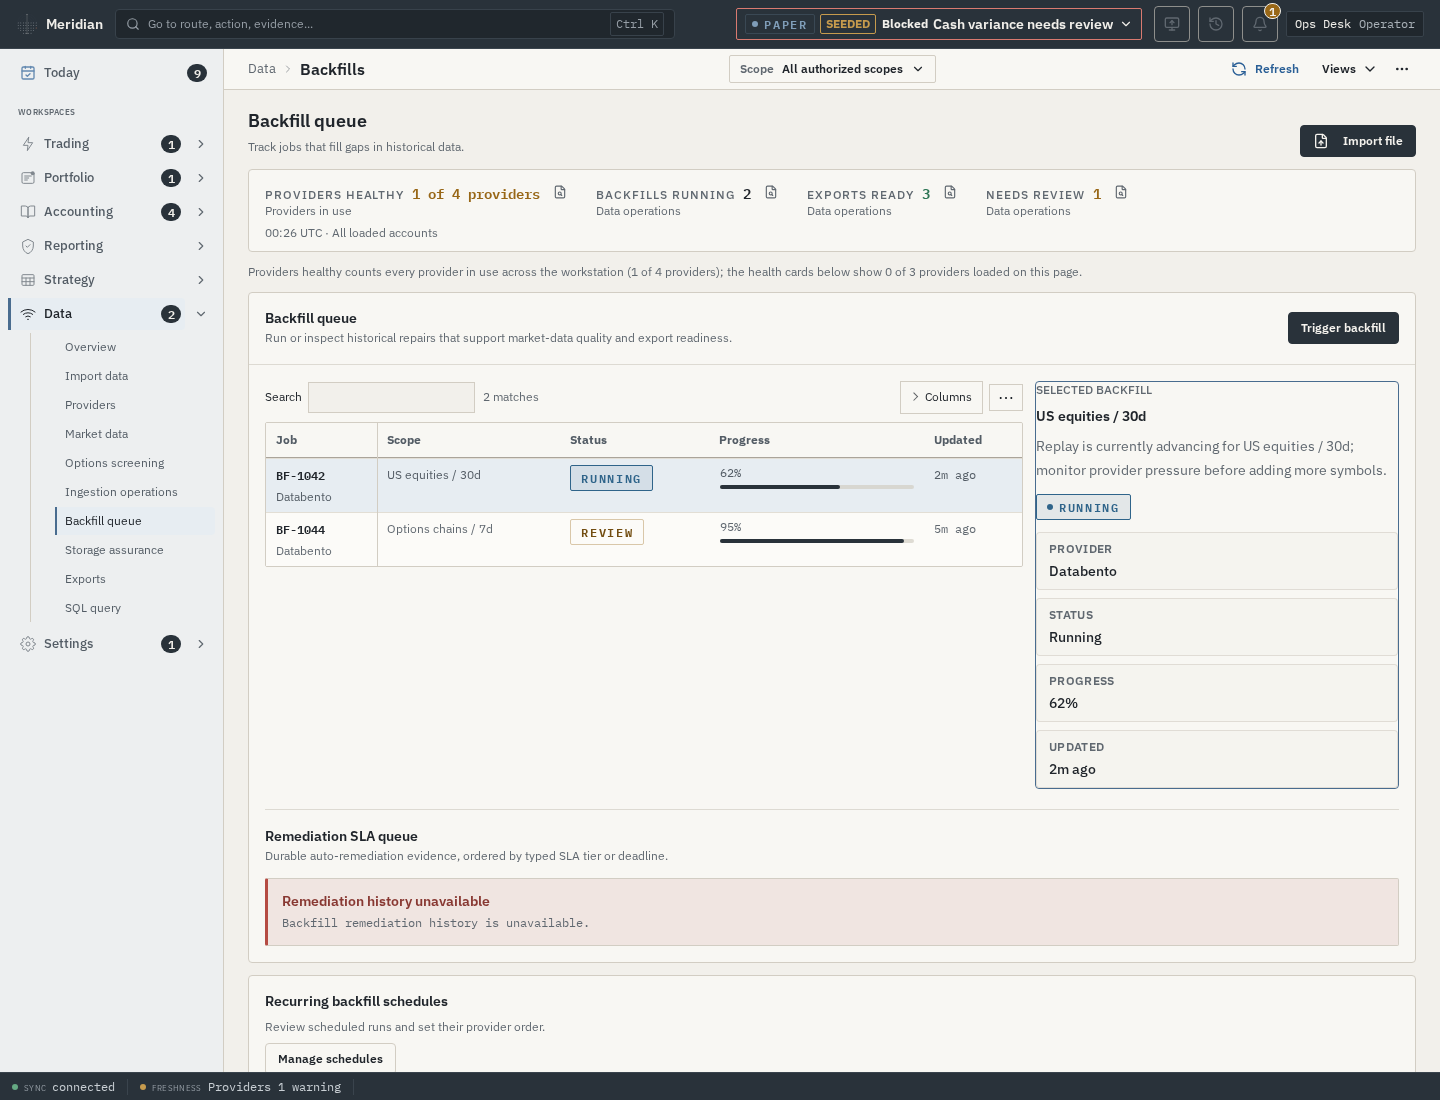 Meridian
Go to route, action, evidence...
Ctrl K
PAPER
SEEDED
Blocked Cash variance needs review
1
Ops Desk Operator
Today
9
WORKSPACES
Trading
1
Portfolio
1
Accounting
4
Reporting
Strategy
Data
2
Overview
Import data
Providers
Market data
Options screening
Ingestion operations
Backfill queue
Storage assurance
Exports
SQL query
Settings
1
Data
Backfills
Scope All authorized scopes
Refresh
Views
Backfill queue
Track jobs that fill gaps in historical data.
Import file
PROVIDERS HEALTHY 1 of 4 providers
Providers in use
BACKFILLS RUNNING 2
Data operations
EXPORTS READY 3
Data operations
NEEDS REVIEW 1
Data operations
00:26 UTC · All loaded accounts
Providers healthy counts every provider in use across the workstation (1 of 4 providers); the health cards below show 0 of 3 providers loaded on this page.
Backfill queue
Run or inspect historical repairs that support market-data quality and export readiness.
Trigger backfill
Search
2 matches
Columns
Job Scope Status Progress Updated
BF-1042 US equities / 30d RUNNING 62% 2m ago
Databento
BF-1044 Options chains / 7d REVIEW 95% 5m ago
Databento
SELECTED BACKFILL
US equities / 30d
Replay is currently advancing for US equities / 30d;
monitor provider pressure before adding more symbols.
RUNNING
PROVIDER
Databento
STATUS
Running
PROGRESS
62%
UPDATED
2m ago
Remediation SLA queue
Durable auto-remediation evidence, ordered by typed SLA tier or deadline.
Remediation history unavailable
Backfill remediation history is unavailable.
Recurring backfill schedules
Review scheduled runs and set their provider order.
Manage schedules
SYNC connected
FRESHNESS Providers 1 warning